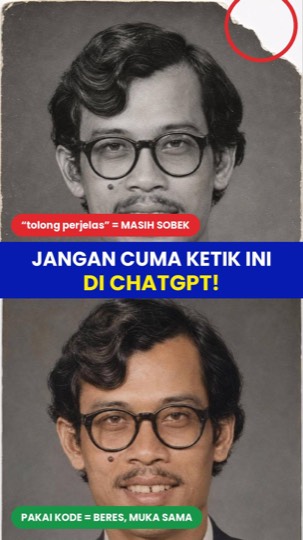 “tolong perjelas” = MASIH SOBEK
JANGAN CUMA KETIK INI
DI CHATGPT!
PAKAI KODE = BERES, MUKA SAMA